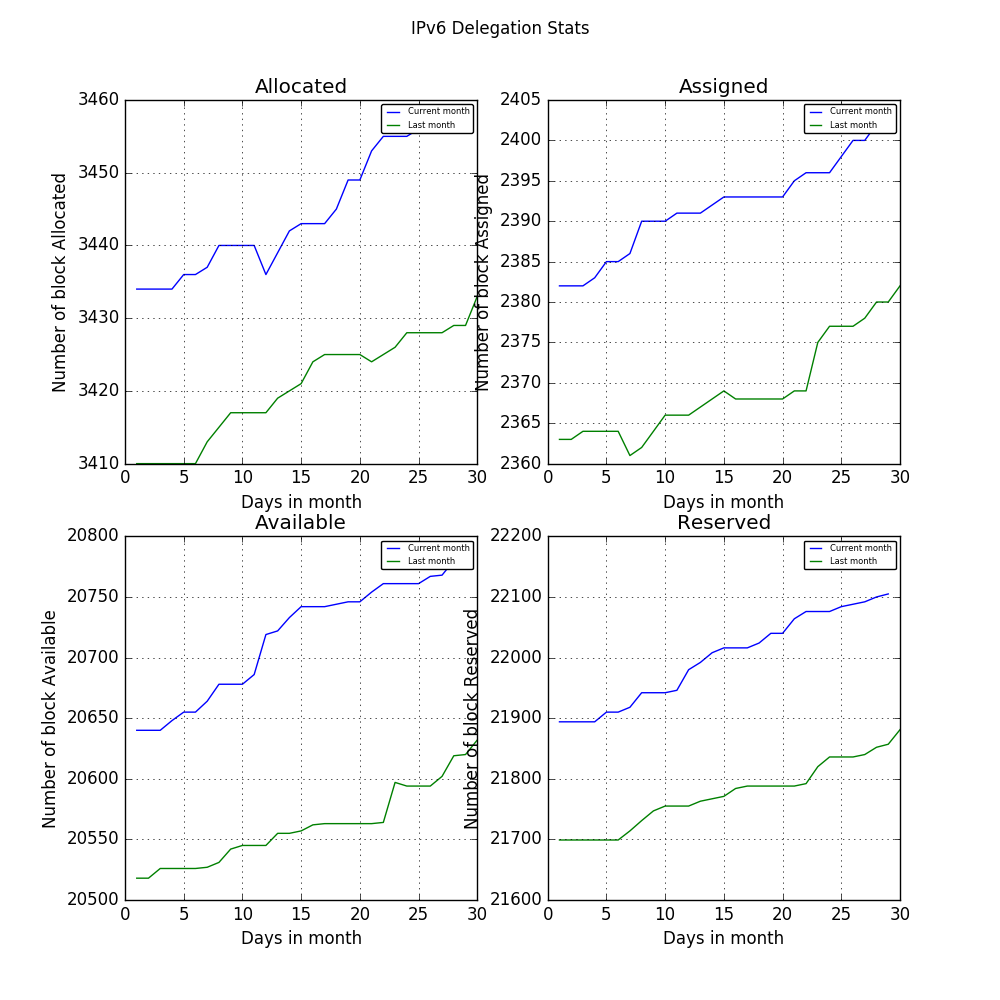 IPv6 Delegation Stats
Allocated
Number of block Allocated
3460
3450
3440
3430
3420
3410
Current month
Last month
0 5 10 15 20 25 30
Days in month
Assigned
Number of block Assigned
2405
2400
2395
2390
2385
2380
2375
2370
2365
2360
Current month
Last month
0 5 10 15 20 25 30
Days in month
Available
Number of block Available
20800
20750
20700
20650
20600
20550
20500
Current month
Last month
0 5 10 15 20 25 30
Days in month
Reserved
Number of block Reserved
22200
22100
22000
21900
21800
21700
21600
Current month
Last month
0 5 10 15 20 25 30
Days in month